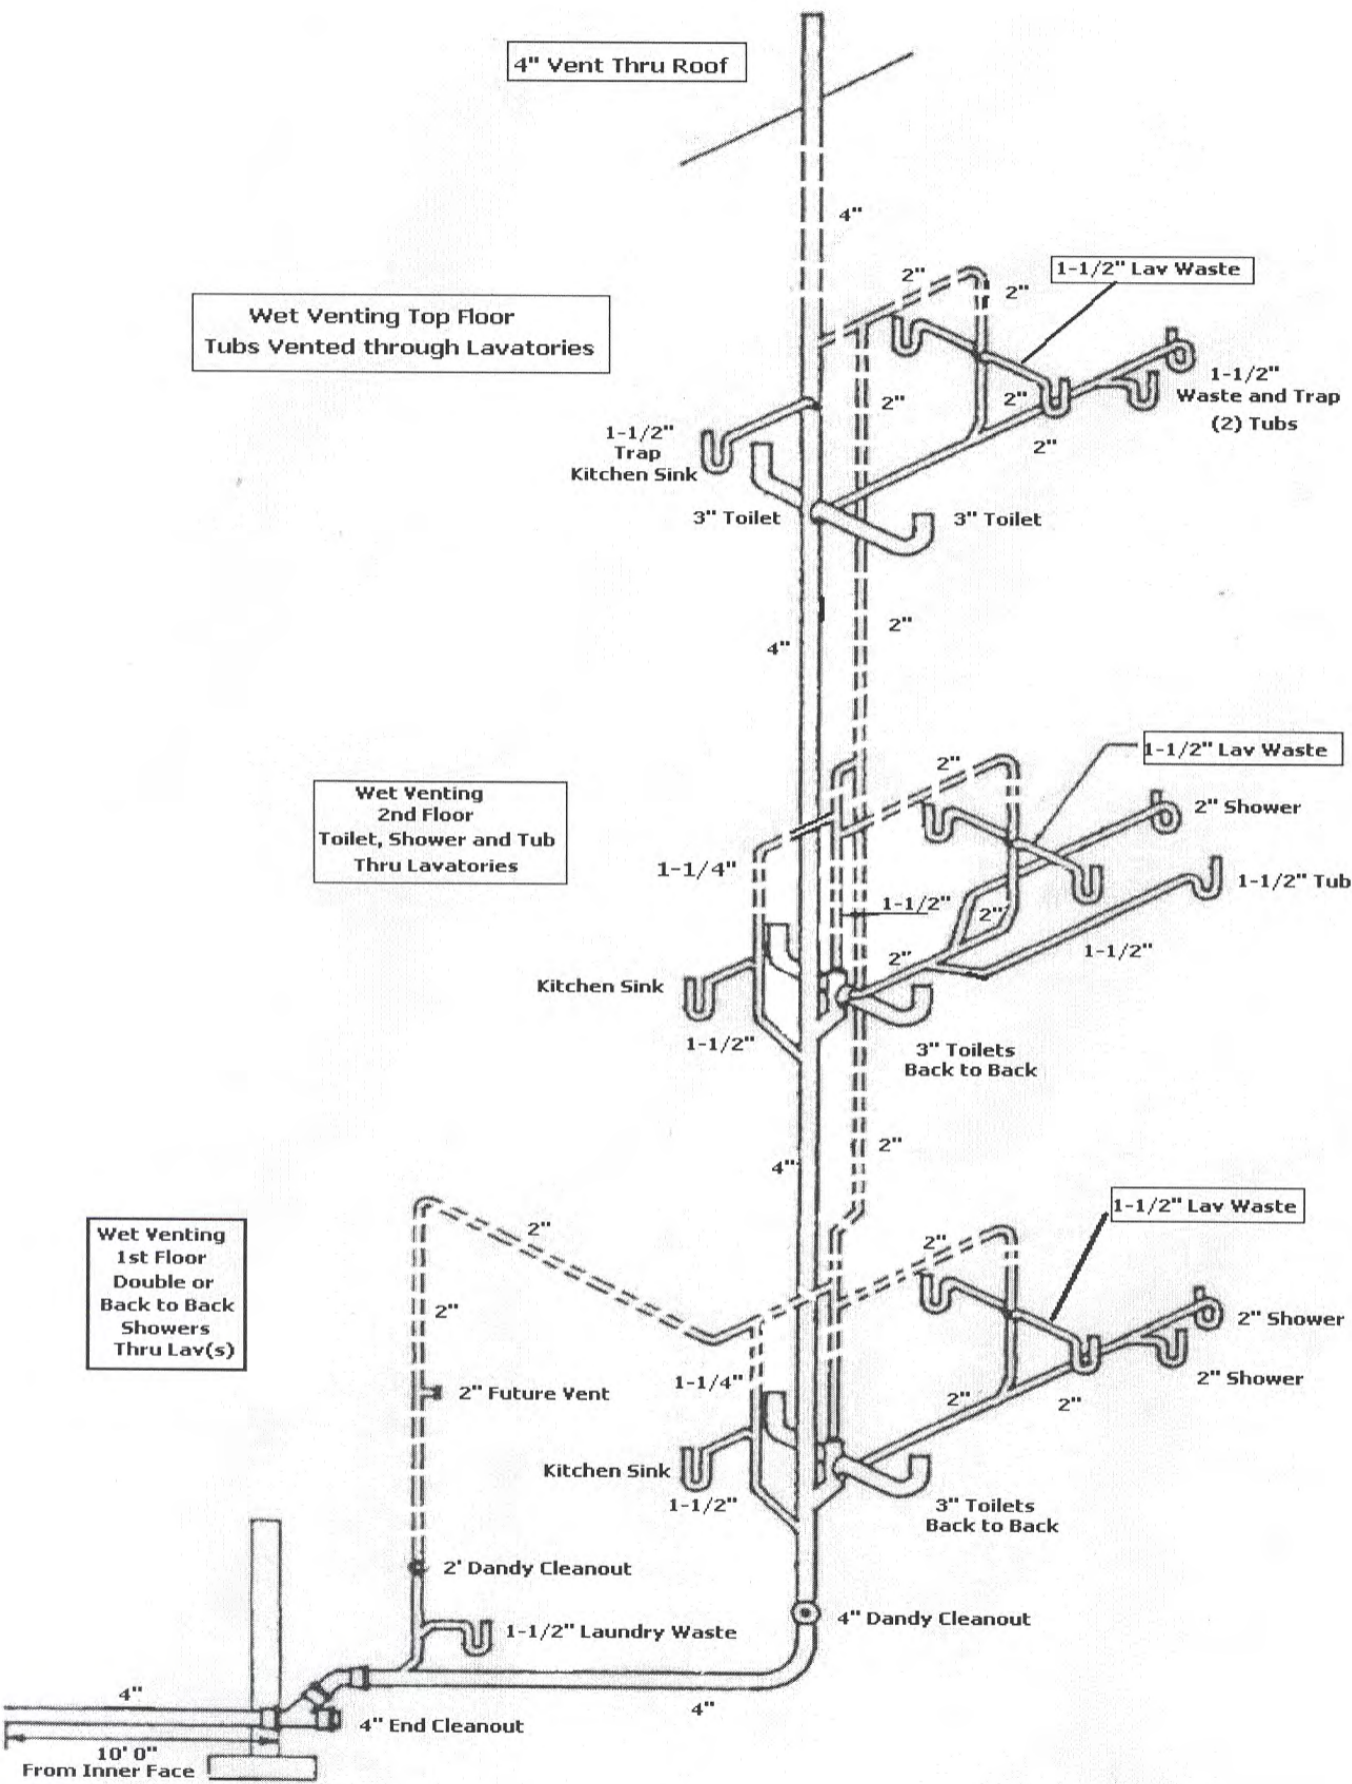 4" Vent Thru Roof
4"
2"
2"
1-1/2" Lav Waste
Wet Venting Top Floor
Tubs Vented through Lavatories
1-1/2"
Waste and Trap
(2) Tubs
2"
2"
2"
1-1/2"
Trap
Kitchen Sink
3" Toilet
3" Toilet
2"
4"
1-1/2" Lav Waste
2"
Wet Venting
2nd Floor
Toilet, Shower and Tub
Thru Lavatories
2" Shower
1-1/4"
1-1/2" Tub
1-1/2"
2"
2"
1-1/2"
Kitchen Sink
1-1/2"
3" Toilets
Back to Back
2"
4"
1-1/2" Lav Waste
Wet Venting
1st Floor
Double or
Back to Back
Showers
Thru Lav(s)
2"
2"
2"
2" Shower
2" Shower
1-1/4"
2" Future Vent
2"
2"
Kitchen Sink
1-1/2"
3" Toilets
Back to Back
2' Dandy Cleanout
4" Dandy Cleanout
1-1/2" Laundry Waste
4"
4"
4" End Cleanout
10' 0"
From Inner Face